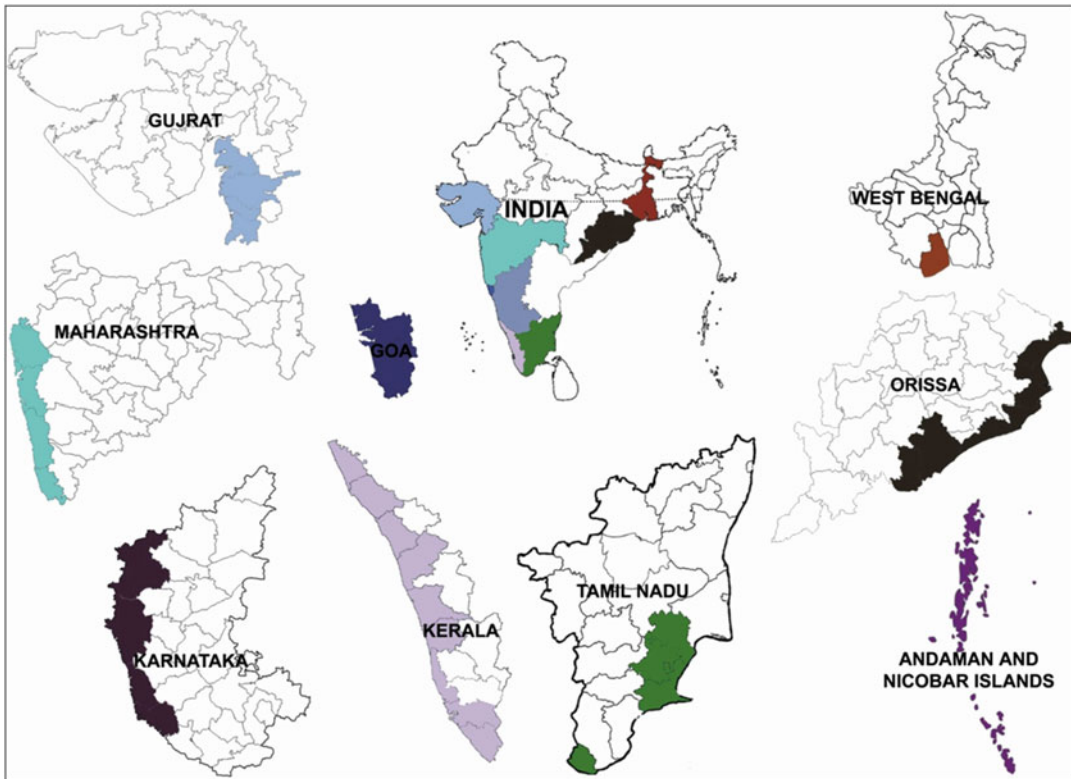 GUJRAT
INDIA
WEST BENGAL
MAHARASHTRA
GOA
ORISSA
TAMIL NADU
KERALA
KARNATAKA
ANDAMAN AND
NICOBAR ISLANDS